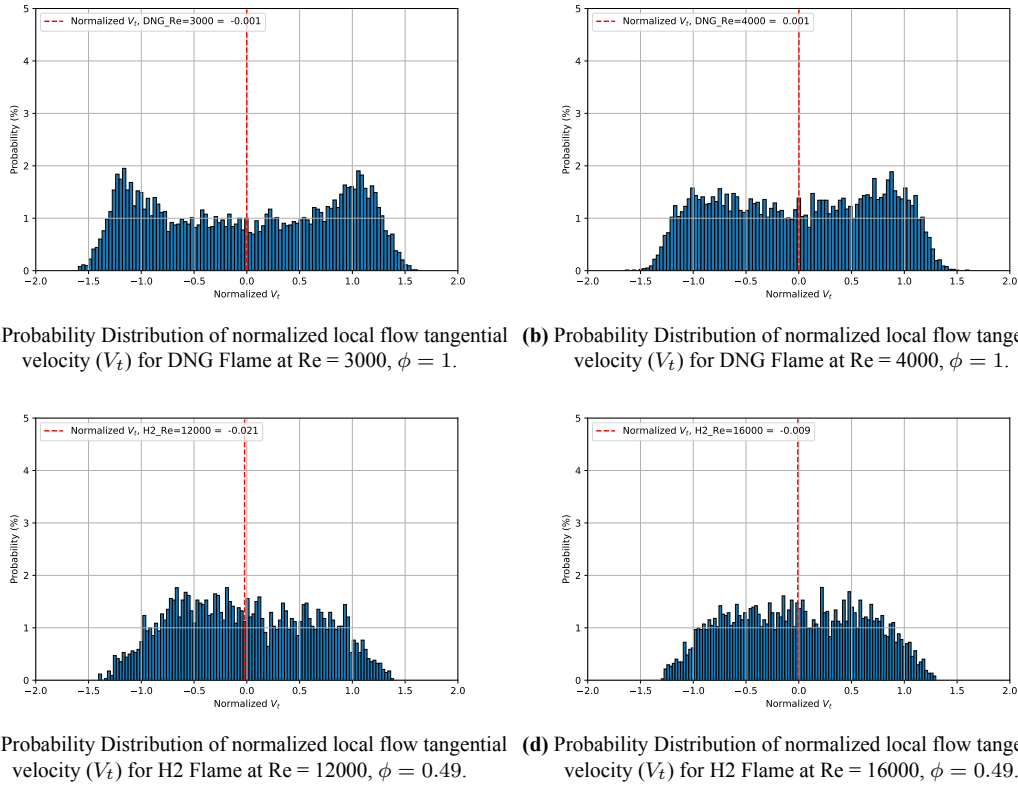 5
4
3
2
1
0
Probability (%)
Normalized Vt, DNG_Re=3000 = -0.001
−2.0 −1.5 −1.0 −0.5 0.0 0.5 1.0 1.5 2.0
Normalized Vt
5
4
3
2
1
0
Probability (%)
Normalized Vt, DNG_Re=4000 = 0.001
−2.0 −1.5 −1.0 −0.5 0.0 0.5 1.0 1.5 2.0
Normalized Vt
Probability Distribution of normalized local flow tangential
velocity (Vt) for DNG Flame at Re = 3000, ϕ = 1.
(b) Probability Distribution of normalized local flow tange
velocity (Vt) for DNG Flame at Re = 4000, ϕ = 1.
5
4
3
2
1
0
Probability (%)
Normalized Vt, H2_Re=12000 = -0.021
−2.0 −1.5 −1.0 −0.5 0.0 0.5 1.0 1.5 2.0
Normalized Vt
5
4
3
2
1
0
Probability (%)
Normalized Vt, H2_Re=16000 = -0.009
−2.0 −1.5 −1.0 −0.5 0.0 0.5 1.0 1.5 2.0
Normalized Vt
Probability Distribution of normalized local flow tangential
velocity (Vt) for H2 Flame at Re = 12000, ϕ = 0.49.
(d) Probability Distribution of normalized local flow tange
velocity (Vt) for H2 Flame at Re = 16000, ϕ = 0.49.